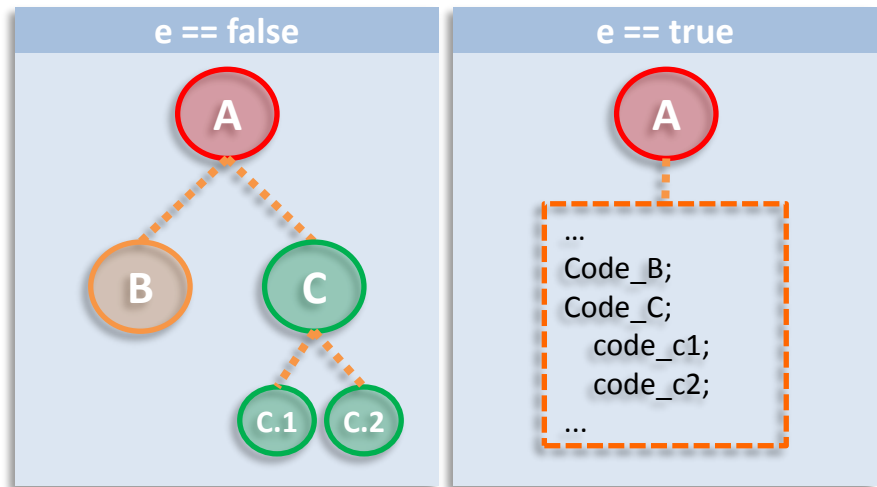 e == false
A
B
C
C.1
C.2
e == true
A
...
Code_B;
Code_C;
code_c1;
code_c2;
...